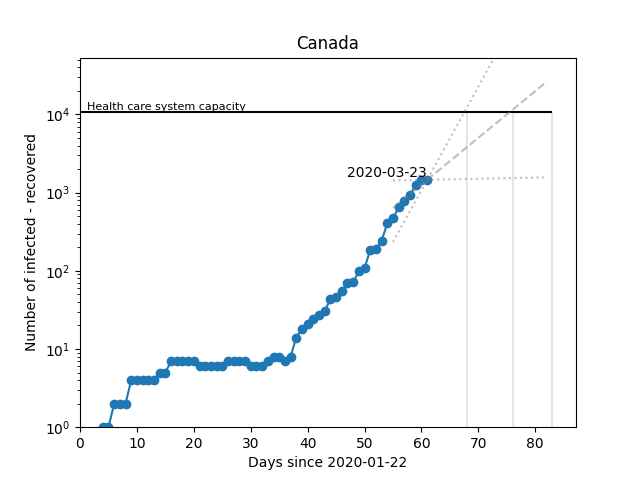 Canada
Health care system capacity
2020-03-23
Number of infected - recovered
10^4
10^3
10^2
10^1
10^0
0 10 20 30 40 50 60 70 80
Days since 2020-01-22